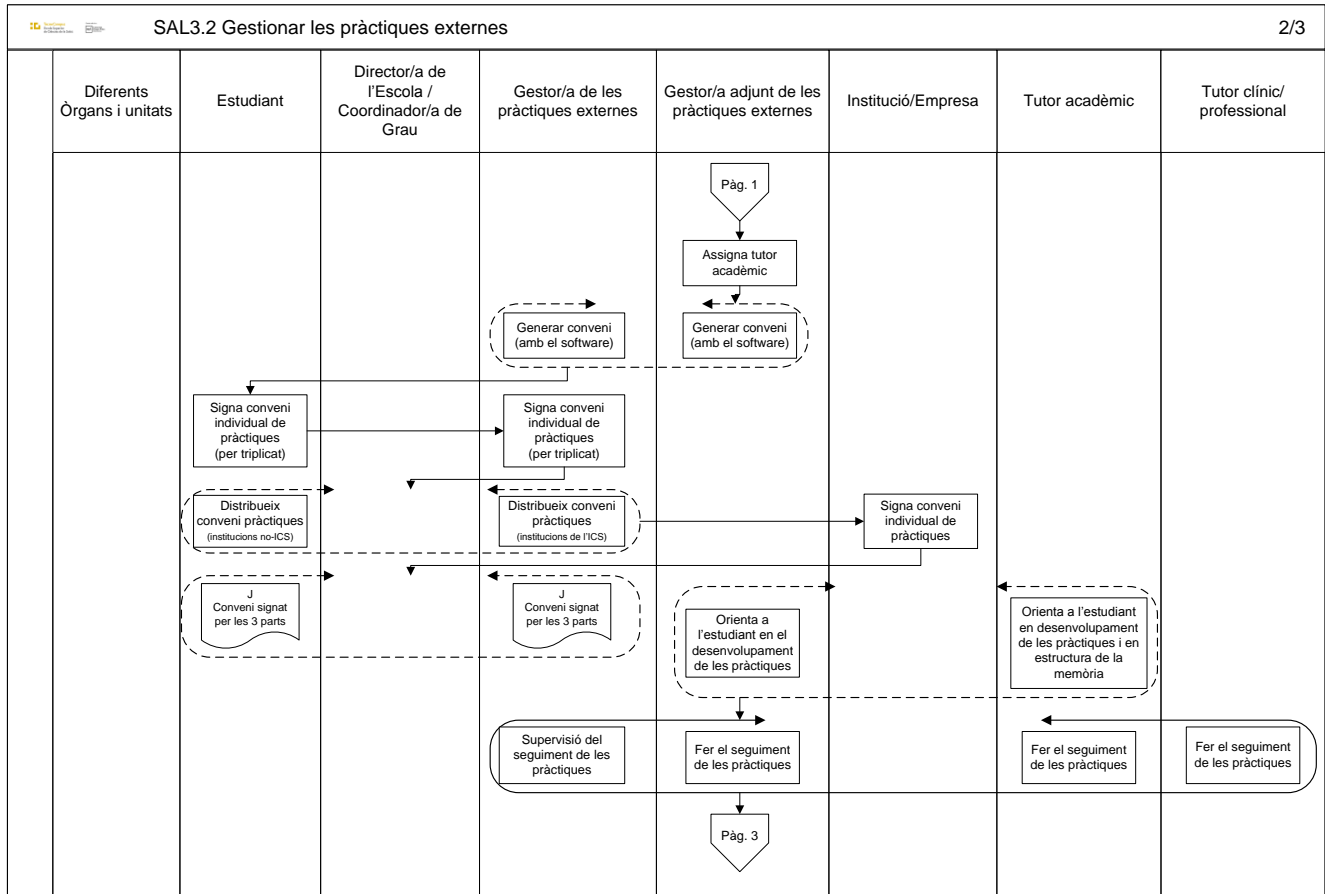 SAL3.2 Gestionar les pràctiques externes
2/3
Diferents
Òrgans i unitats
Estudiant
Director/a de
l'Escola /
Coordinador/a de
Grau
Gestor/a de les
pràctiques externes
Gestor/a adjunt de les
pràctiques externes
Institució/Empresa
Tutor acadèmic
Tutor clínic/
professional
Pàg. 1
Assigna tutor
acadèmic
Generar conveni
(amb el software)
Generar conveni
(amb el software)
Signa conveni
individual de
pràctiques
(per triplicat)
Signa conveni
individual de
pràctiques
(per triplicat)
Distribueix
conveni pràctiques
(institucions no-ICS)
Distribueix conveni
pràctiques
(institucions de l'ICS)
Signa conveni
individual de
pràctiques
J
Conveni signat
per les 3 parts
J
Conveni signat
per les 3 parts
Orienta a
l'estudiant en el
desenvolupament
de les pràctiques
Orienta a l'estudiant
en desenvolupament
de les pràctiques i en
estructura de la
memòria
Supervisió del
seguiment de les
pràctiques
Fer el seguiment
de les pràctiques
Fer el seguiment
de les pràctiques
Fer el seguiment
de les pràctiques
Pàg. 3